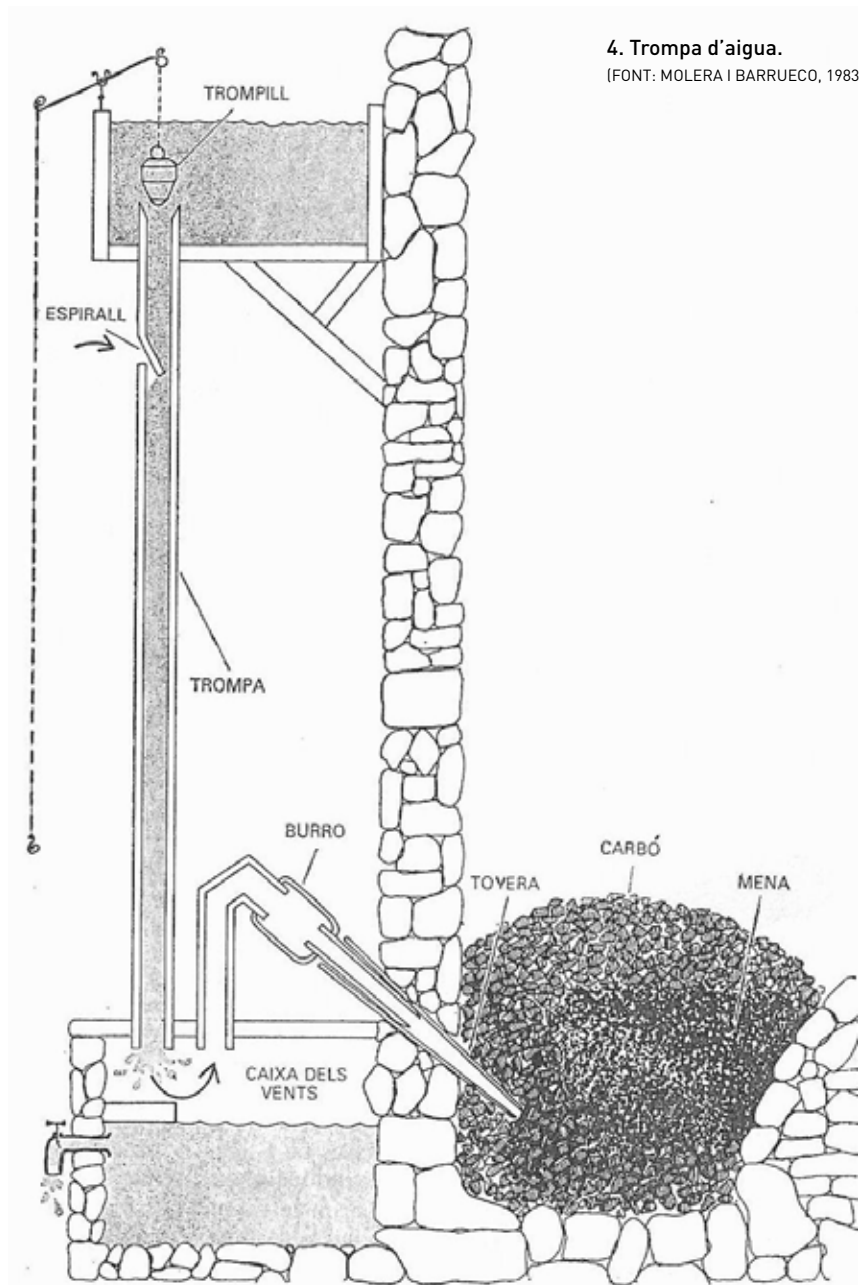 4. Trompa d'aigua.
(FONT: MOLERA I BARRUECO, 1983
TROMPILL
ESPIRALL
TROMPA
BURRO
TOVERA
CARBÓ
MENA
CAIXA DELS
VENTS